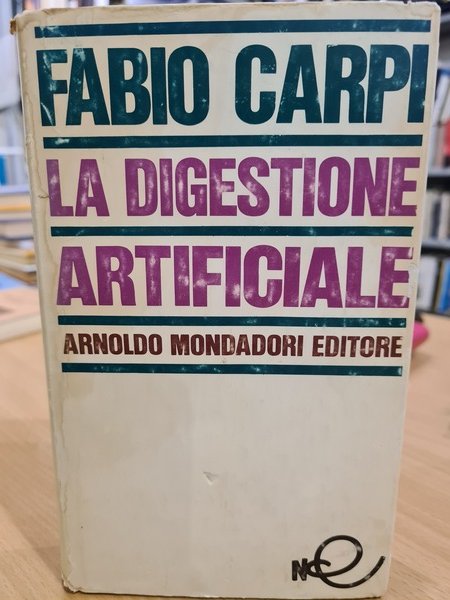 FABIO CARPI
LA DIGESTIONE
ARTIFICIALE
ARNOLDO MONDADORI EDITORE